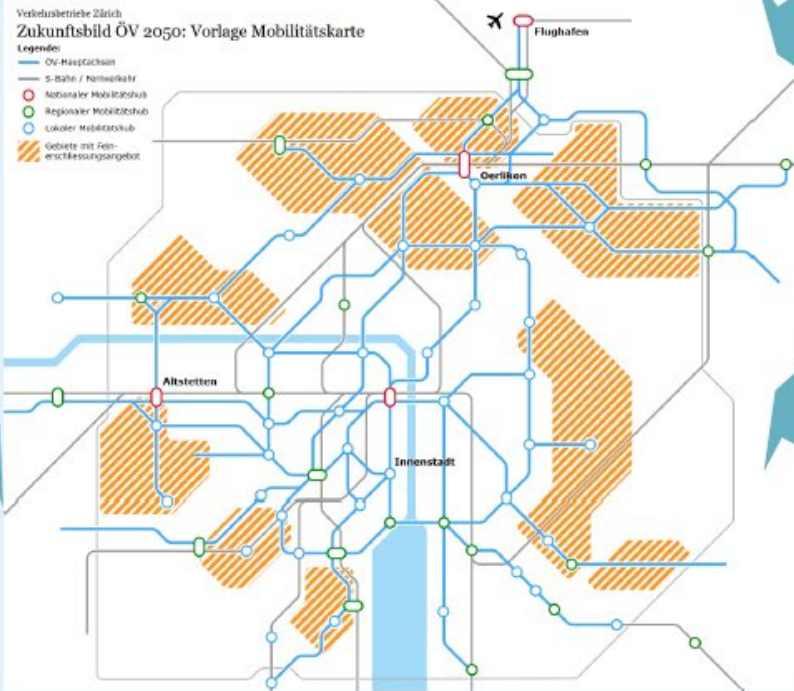 Verkehrsbetriebe Zürich
Zukunftsbild ÖV 2050: Vorlage Mobilitätskarte
Legende:
ÖV-Hauptachsen
S-Bahn / Fernverkehr
Nationaler Mobilitätshub
Regionaler Mobilitätshub
Lokaler Mobilitätshub
Gebiete mit Fein-
erschliessungsangebot
Flughafen
Oerlikon
Altstetten
Innenstadt